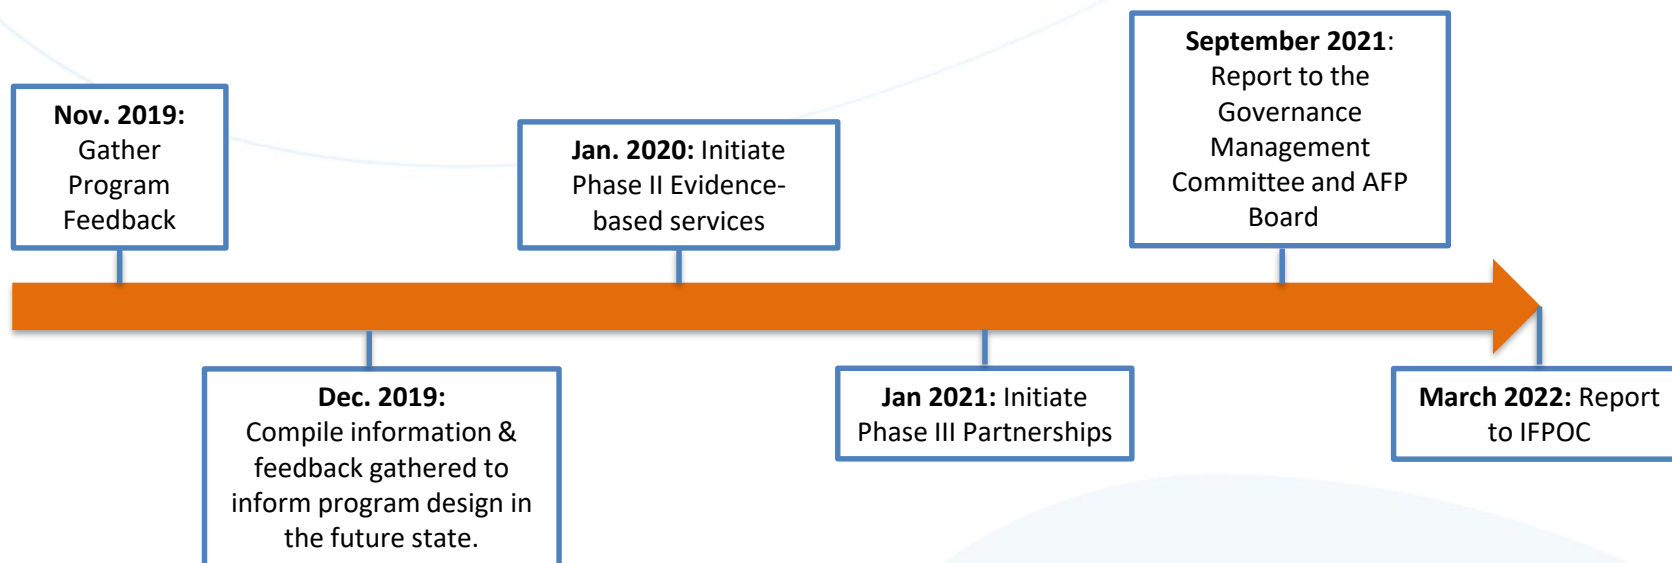 Nov. 2019:
Gather
Program
Feedback
Dec. 2019:
Compile information &
feedback gathered to
inform program design in
the future state.
Jan. 2020: Initiate
Phase II Evidence-
based services
Jan 2021: Initiate
Phase III Partnerships
September 2021:
Report to the
Governance
Management
Committee and AFP
Board
March 2022: Report
to IFPOC